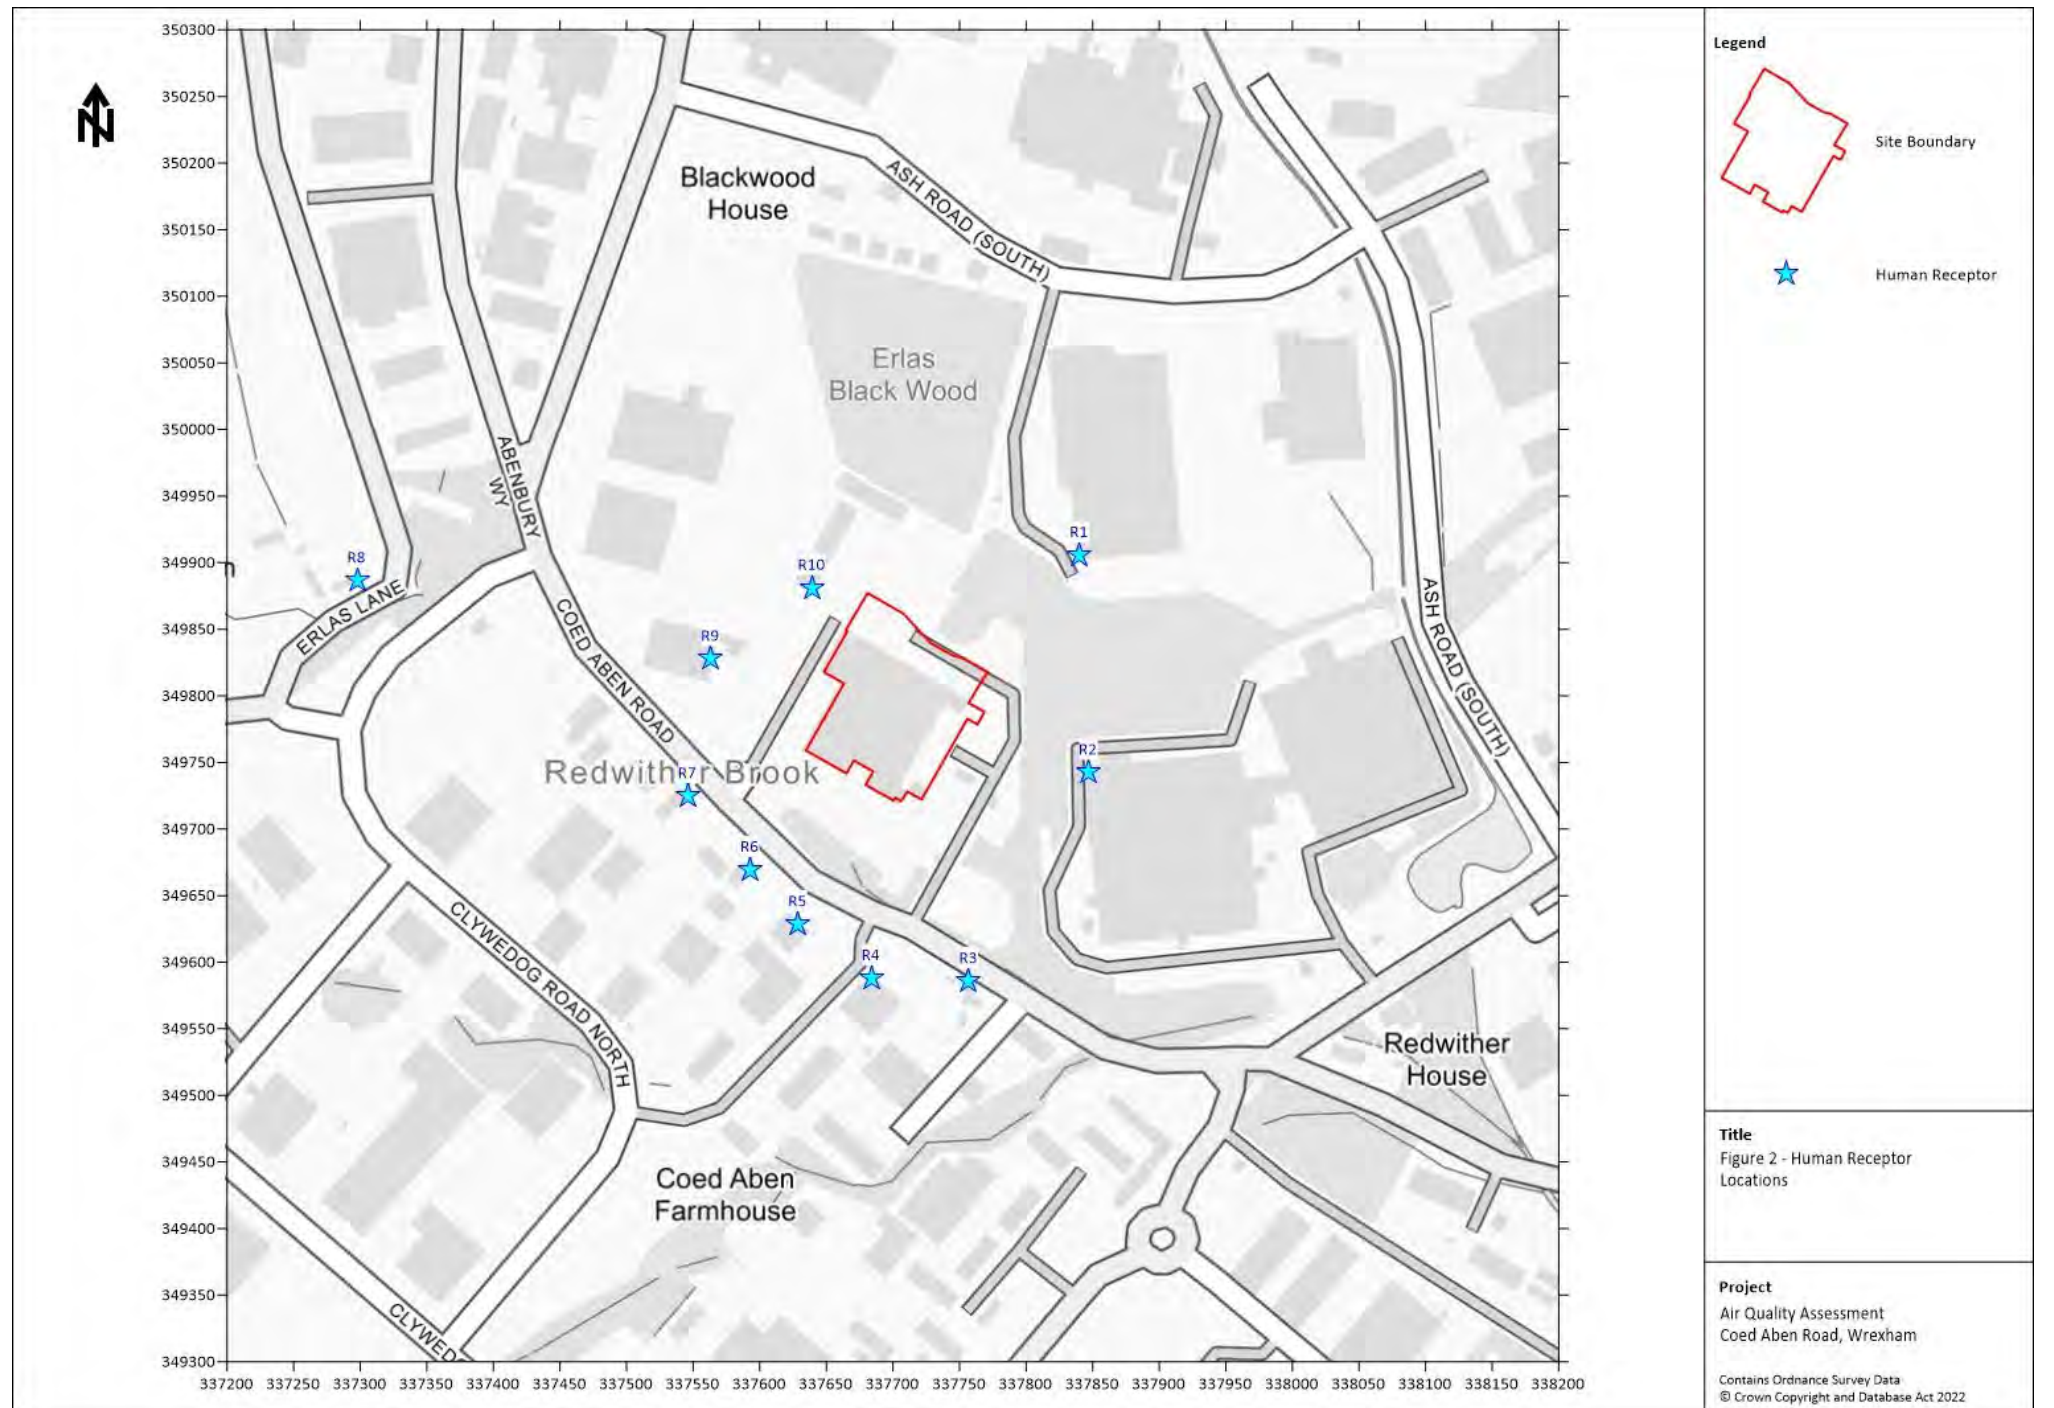 350300
350250
350200
350150
350100
350050
350000
349950
349900
349850
349800
349750
349700
349650
349600
349550
349500
349450
349400
349350
349300
N
Blackwood
House
ASH ROAD (SOUTH)
Erlas
Black Wood
ABENBURY
WY
R1
R8
R10
ERLAS LANE
COED ABEN ROAD
R9
ASH ROAD (SOUTH)
Redwither Brook
R7
R2
R6
R5
CLYWEDOG ROAD NORTH
R4
R3
Redwither
House
Coed Aben
Farmhouse
CLYWEDO
337200 337250 337300 337350 337400 337450 337500 337550 337600 337650 337700 337750 337800 337850 337900 337950 338000 338050 338100 338150 338200
Legend
Site Boundary
Human Receptor
Title
Figure 2 - Human Receptor
Locations
Project
Air Quality Assessment
Coed Aben Road, Wrexham
Contains Ordnance Survey Data
© Crown Copyright and Database Act 2022